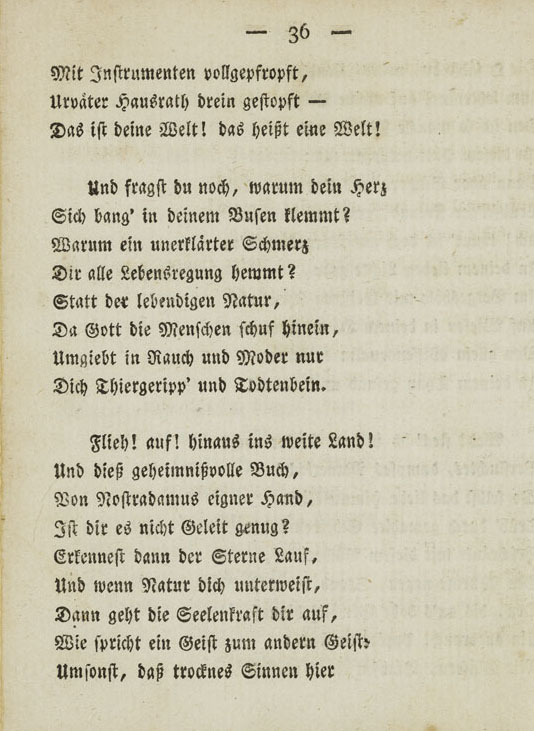 — 36 —
Mit Instrumenten vollgepfropft,
Urväter Hausrath drein gestopft —
Das ist deine Welt! das heißt eine Welt!
Und fragst du noch, warum dein Herz
Sich bang' in deinem Busen klemmt?
Warum ein unerklärter Schmerz
Dir alle Lebensregung hemmt?
Statt der lebendigen Natur,
Da Gott die Menschen schuf hinein,
Umgiebt in Rauch und Moder nur
Dich Thiergeripp' und Todtenbein.
Flieh! auf! hinaus ins weite Land!
Und dieß geheimnißvolle Buch,
Von Nostradamus eigner Hand,
Ist dir es nicht Geleit genug?
Erkennest dann der Sterne Lauf,
Und wenn Natur dich unterweist,
Dann geht die Seelenkraft dir auf,
Wie spricht ein Geist zum andern Geist.
Umsonst, daß trocknes Sinnen hier